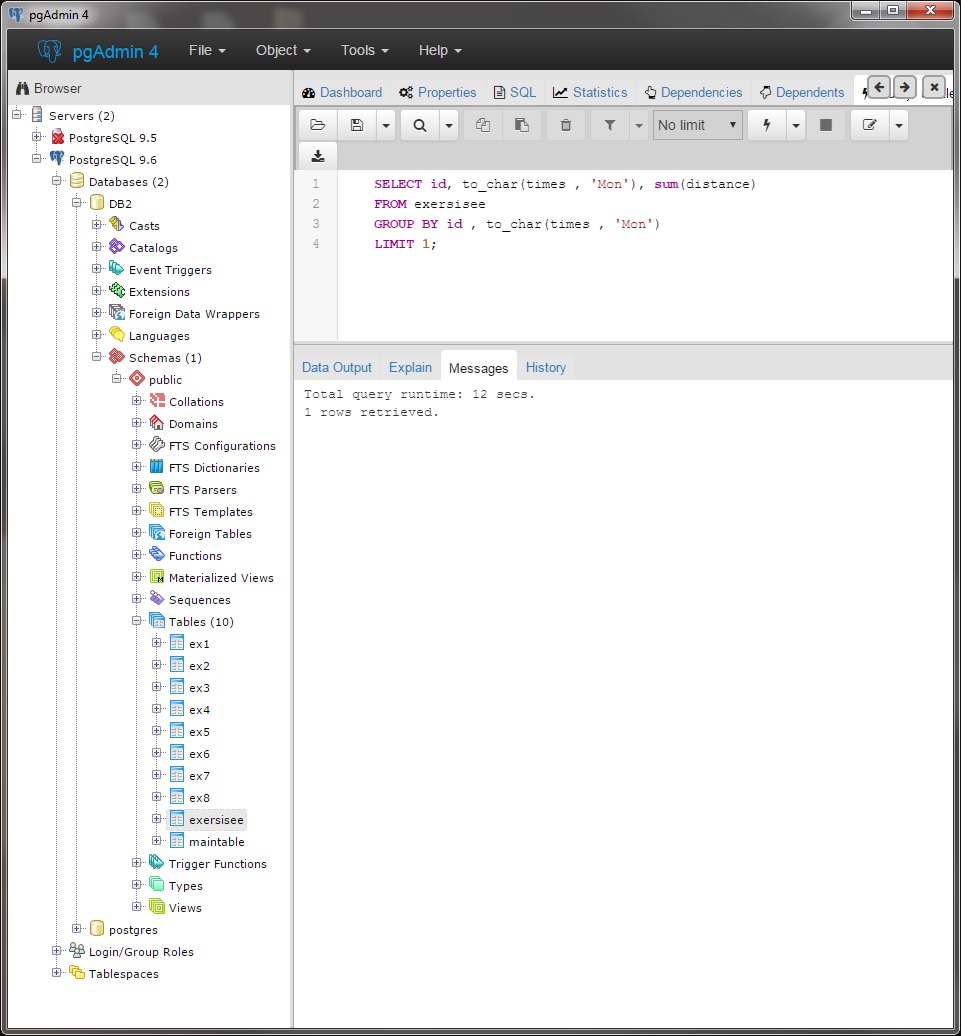 pgAdmin 4
pgAdmin 4 File Object Tools Help
Browser
Servers (2)
PostgreSQL 9.5
PostgreSQL 9.6
Databases (2)
DB2
Casts
Catalogs
Event Triggers
Extensions
Foreign Data Wrappers
Languages
Schemas (1)
public
Collations
Domains
FTS Configurations
FTS Dictionaries
FTS Parsers
FTS Templates
Foreign Tables
Functions
Materialized Views
Sequences
Tables (10)
ex1
ex2
ex3
ex4
ex5
ex6
ex7
ex8
exersisee
maintable
Trigger Functions
Types
Views
postgres
Login/Group Roles
Tablespaces
Dashboard Properties SQL Statistics Dependencies Dependents
No limit
1 SELECT id, to_char(times , 'Mon'), sum(distance)
2 FROM exersisee
3 GROUP BY id , to_char(times , 'Mon')
4 LIMIT 1;
Data Output Explain Messages History
Total query runtime: 12 secs.
1 rows retrieved.